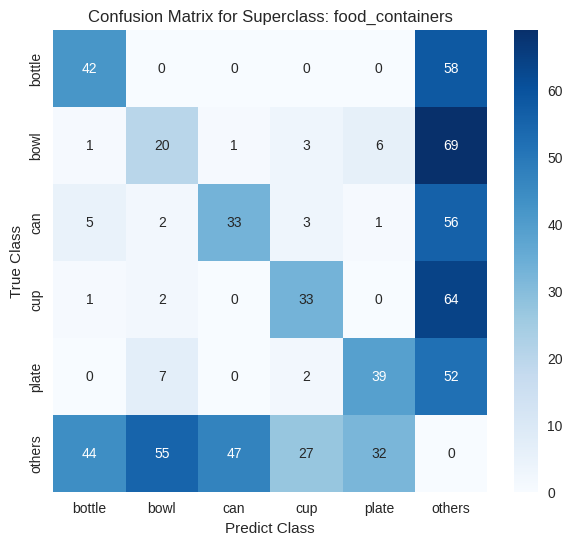 Confusion Matrix for Superclass: food_containers
bottle 42 0 0 0 0 58
bowl 1 20 1 3 6 69
can 5 2 33 3 1 56
cup 1 2 0 33 0 64
plate 0 7 0 2 39 52
others 44 55 47 27 32 0
bottle bowl can cup plate others
Predict Class
True Class
60
50
40
30
20
10
0